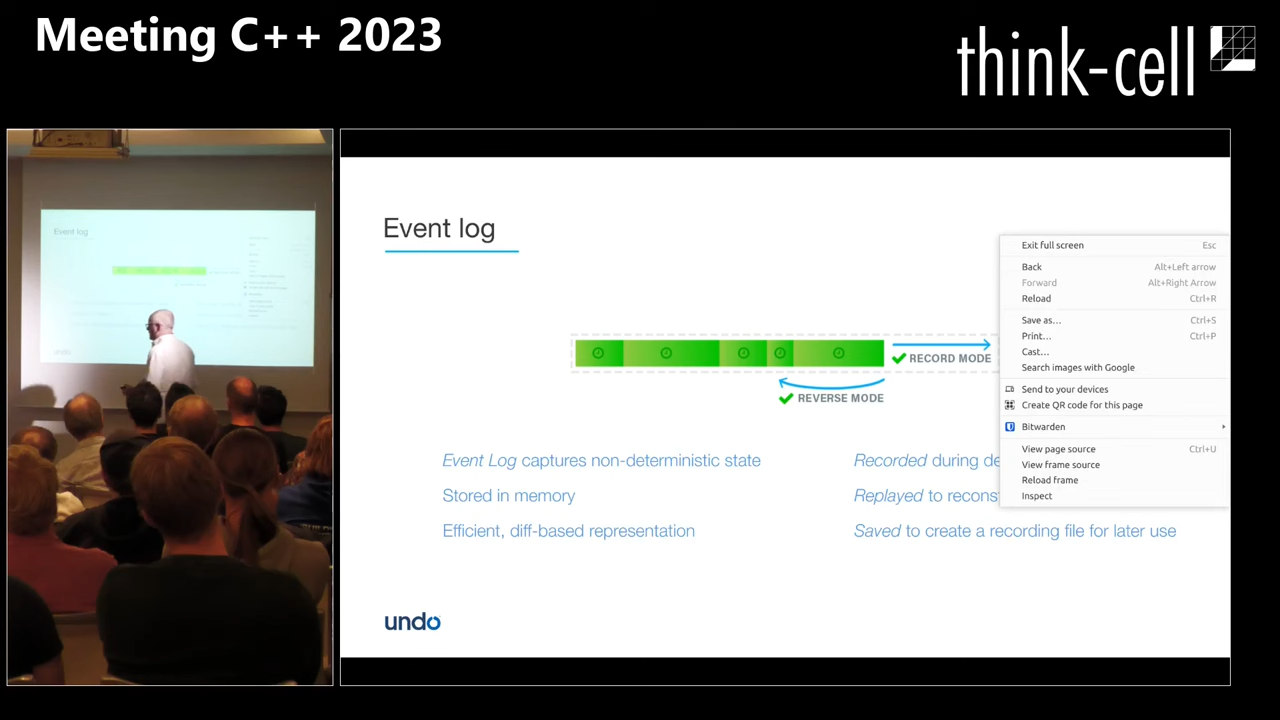 Meeting C++ 2023
think-cell
Event log
RECORD MODE
REVERSE MODE
Event Log captures non-deterministic state
Stored in memory
Efficient, diff-based representation
Recorded during de
Replayed to recons
Saved to create a recording file for later use
undo
Exit full screen Esc
Back Alt+Left arrow
Forward Alt+Right Arrow
Reload Ctrl+R
Save as... Ctrl+S
Print... Ctrl+P
Cast...
Search images with Google
Send to your devices
Create QR code for this page
Bitwarden
View page source Ctrl+U
View frame source
Reload frame
Inspect
Event log
undo